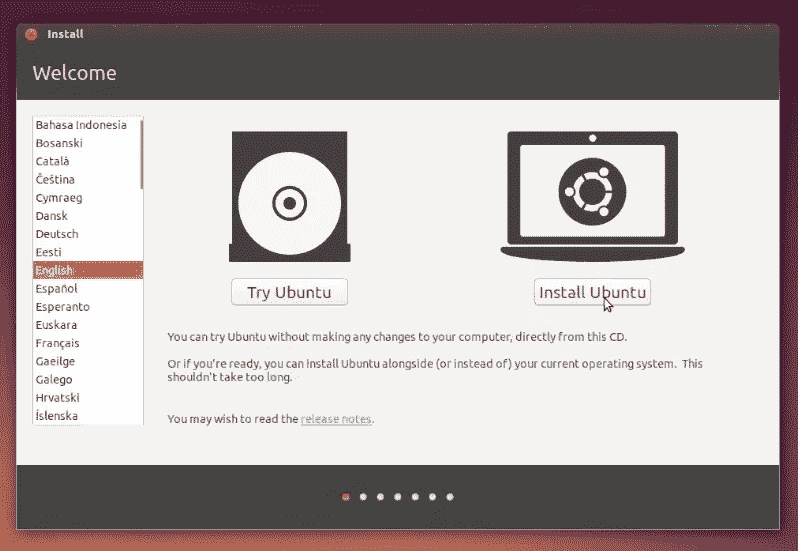 Install
Welcome
Bahasa Indonesia
Bosanski
Català
Čeština
Cymraeg
Dansk
Deutsch
Eesti
English
Español
Esperanto
Euskara
Français
Gaeilge
Galego
Hrvatski
Íslenska
Try Ubuntu
Install Ubuntu
You can try Ubuntu without making any changes to your computer, directly from this CD.
Or if you're ready, you can install Ubuntu alongside (or instead of) your current operating system. This
shouldn't take too long.
You may wish to read the release notes.